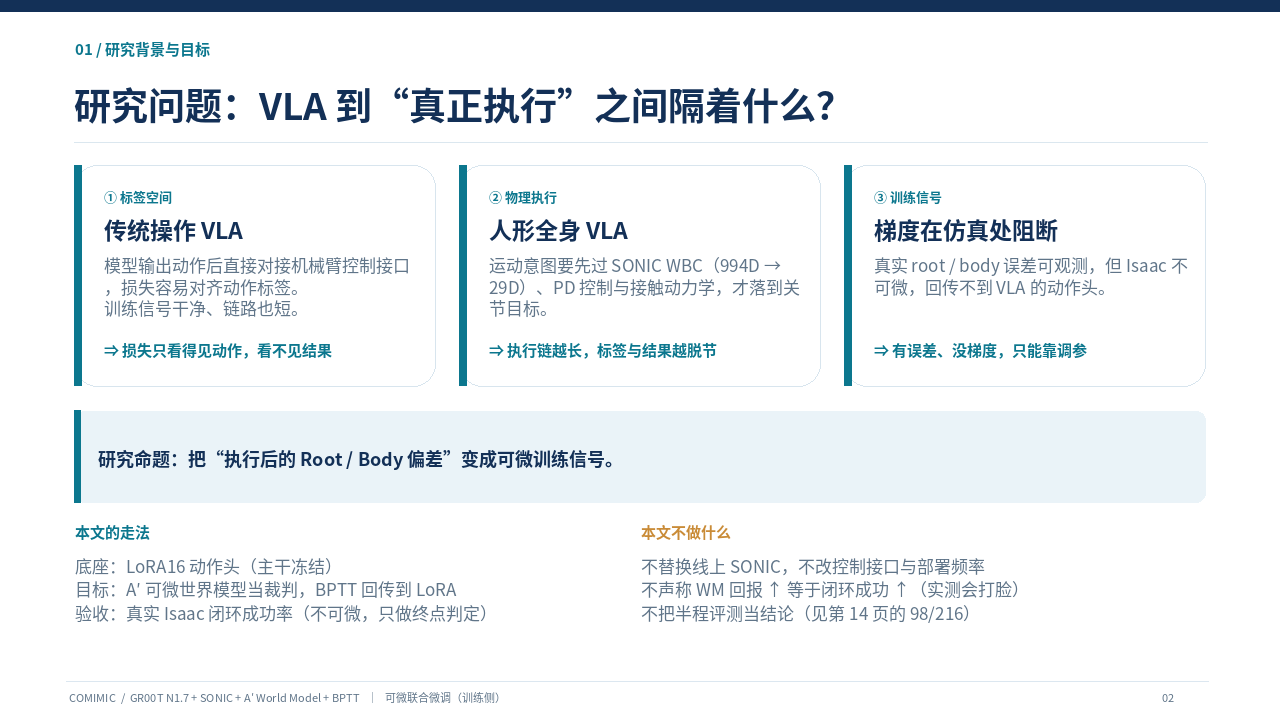 01 / 研究背景与目标
研究问题：VLA 到“真正执行”之间隔着什么？
① 标签空间
传统操作 VLA
模型输出动作后直接对接机械臂控制接口
，损失容易对齐动作标签。
训练信号干净、链路也短。
⇒ 损失只看得见动作，看不见结果
② 物理执行
人形全身 VLA
运动意图要先过 SONIC WBC（994D →
29D）、PD 控制与接触动力学，才落到关
节目标。
⇒ 执行链越长，标签与结果越脱节
③ 训练信号
梯度在仿真处阻断
真实 root / body 误差可观测，但 Isaac 不
可微，回传不到 VLA 的动作头。
⇒ 有误差、没梯度，只能靠调参
研究命题：把“执行后的 Root / Body 偏差”变成可微训练信号。
本文的走法
底座：LoRA16 动作头（主干冻结）
目标：A′ 可微世界模型当裁判，BPTT 回传到 LoRA
验收：真实 Isaac 闭环成功率（不可微，只做终点判定）
本文不做什么
不替换线上 SONIC，不改控制接口与部署频率
不声称 WM 回报 ↑ 等于闭环成功 ↑（实测会打脸）
不把半程评测当结论（见第 14 页的 98/216）
COMIMIC / GR00T N1.7 + SONIC + A′ World Model + BPTT ｜ 可微联合微调（训练侧）
02